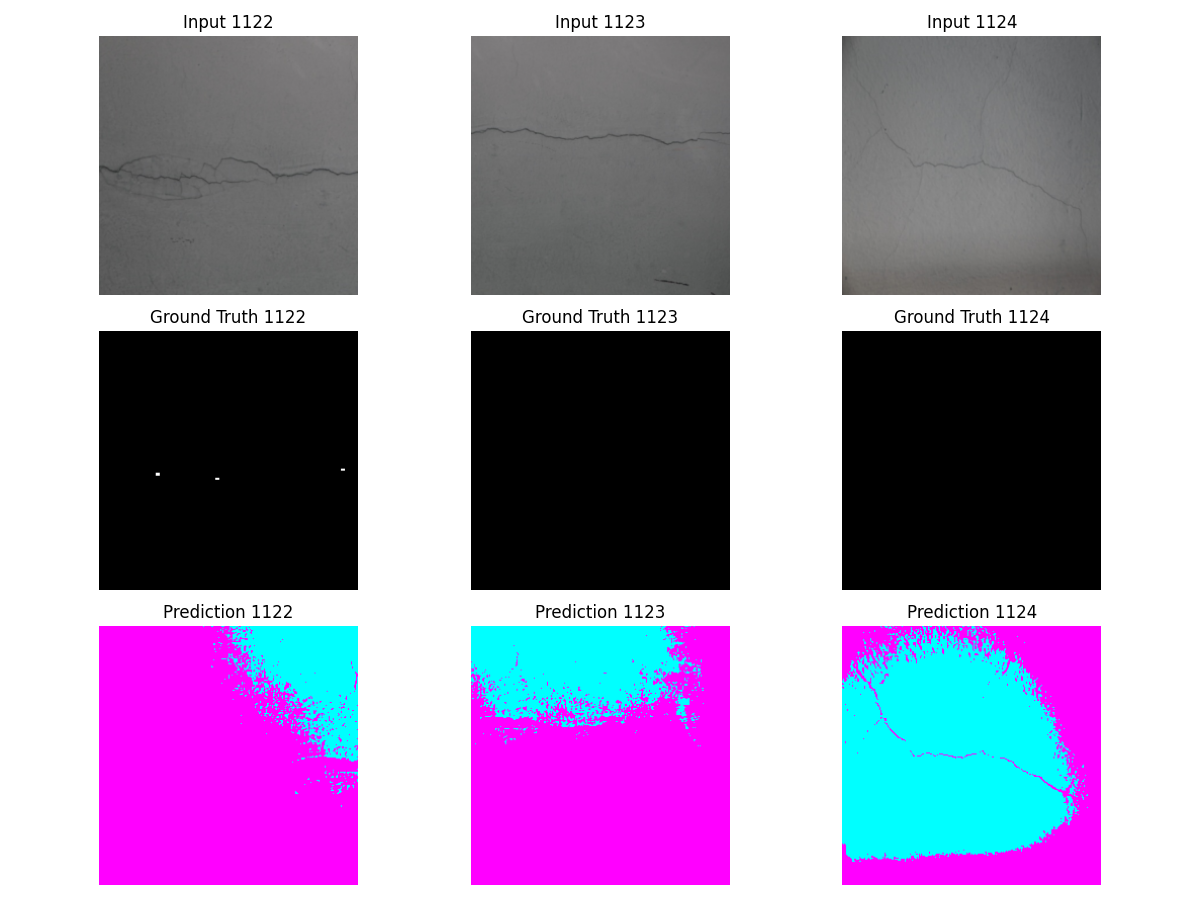 Input 1122
Input 1123
Input 1124
Ground Truth 1122
Ground Truth 1123
Ground Truth 1124
Prediction 1122
Prediction 1123
Prediction 1124